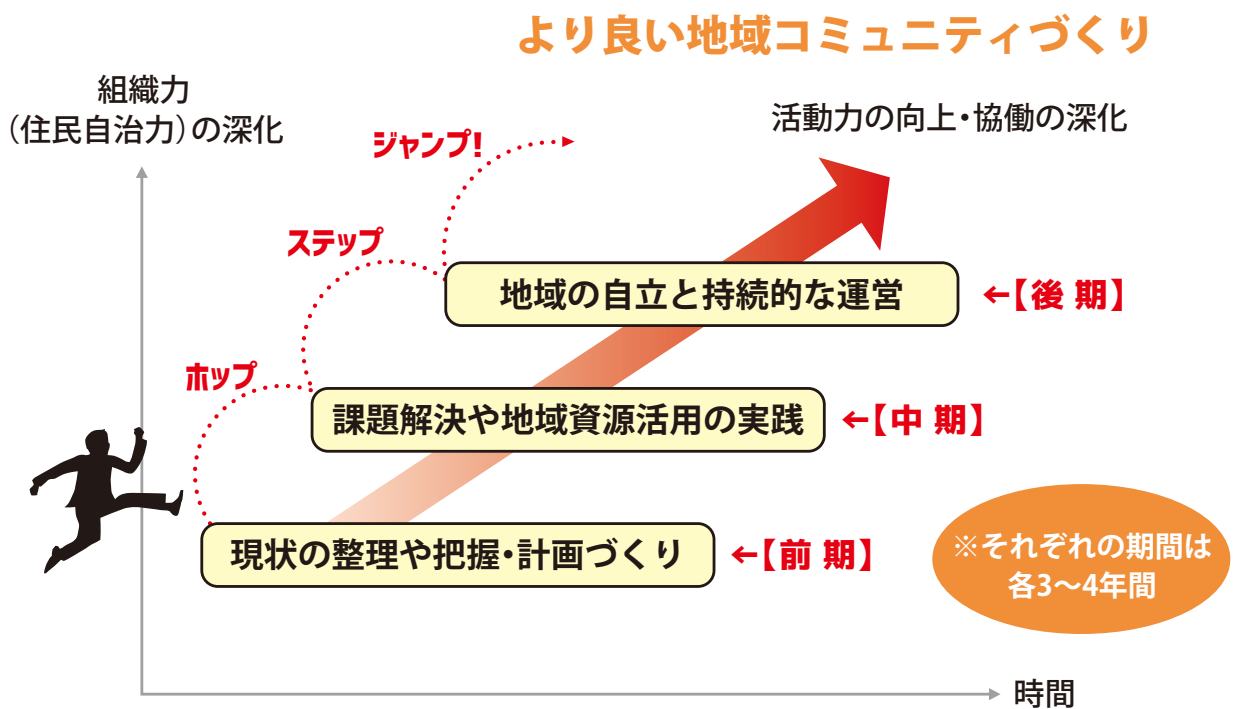 より良い地域コミュニティづくり
組織力
（住民自治力）の深化
活動力の向上・協働の深化
ジャンプ!
ステップ
地域の自立と持続的な運営
←【後 期】
ホップ
課題解決や地域資源活用の実践
←【中 期】
現状の整理や把握・計画づくり
←【前 期】
※それぞれの期間は
各3〜4年間
時間